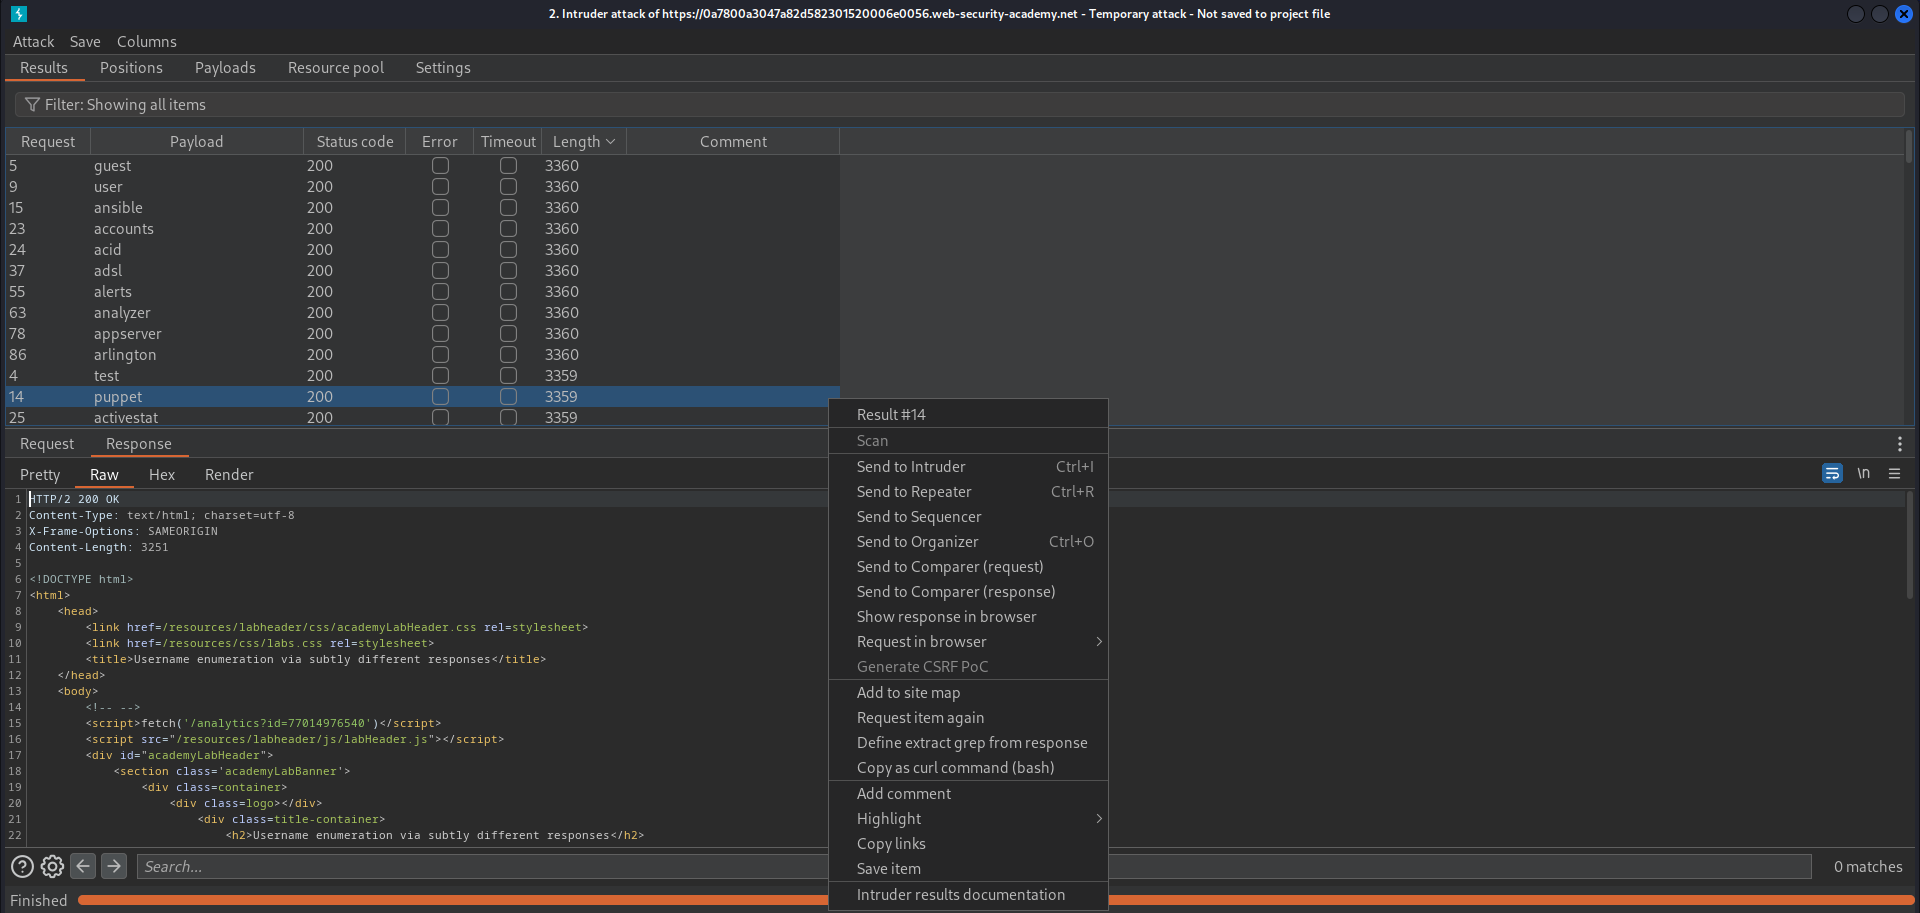 2. Intruder attack of https://0a7800a3047a82d582301520006e0056.web-security-academy.net - Temporary attack - Not saved to project file
Attack Save Columns
Results Positions Payloads Resource pool Settings
Filter: Showing all items
Request Payload Status code Error Timeout Length Comment
5 guest 200 3360
9 user 200 3360
15 ansible 200 3360
23 accounts 200 3360
24 acid 200 3360
37 adsl 200 3360
55 alerts 200 3360
63 analyzer 200 3360
78 appserver 200 3360
86 arlington 200 3360
4 test 200 3359
14 puppet 200 3359
25 activestat 200 3359
Request Response
Pretty Raw Hex Render
\n
1 HTTP/2 200 OK
2 Content-Type: text/html; charset=utf-8
3 X-Frame-Options: SAMEORIGIN
4 Content-Length: 3251
5
6 <!DOCTYPE html>
7 <html>
8 <head>
9 <link href=/resources/labheader/css/academyLabHeader.css rel=stylesheet>
10 <link href=/resources/css/labs.css rel=stylesheet>
11 <title>Username enumeration via subtly different responses</title>
12 </head>
13 <body>
14 <!-- -->
15 <script>fetch('/analytics?id=77014976540')</script>
16 <script src="/resources/labheader/js/labHeader.js"></script>
17 <div id="academyLabHeader">
18 <section class='academyLabBanner'>
19 <div class=container>
20 <div class=logo></div>
21 <div class=title-container>
22 <h2>Username enumeration via subtly different responses</h2>
Result #14
Scan
Send to Intruder Ctrl+I
Send to Repeater Ctrl+R
Send to Sequencer
Send to Organizer Ctrl+O
Send to Comparer (request)
Send to Comparer (response)
Show response in browser
Request in browser
Generate CSRF PoC
Add to site map
Request item again
Define extract grep from response
Copy as curl command (bash)
Add comment
Highlight
Copy links
Save item
Intruder results documentation
Search...
0 matches
Finished